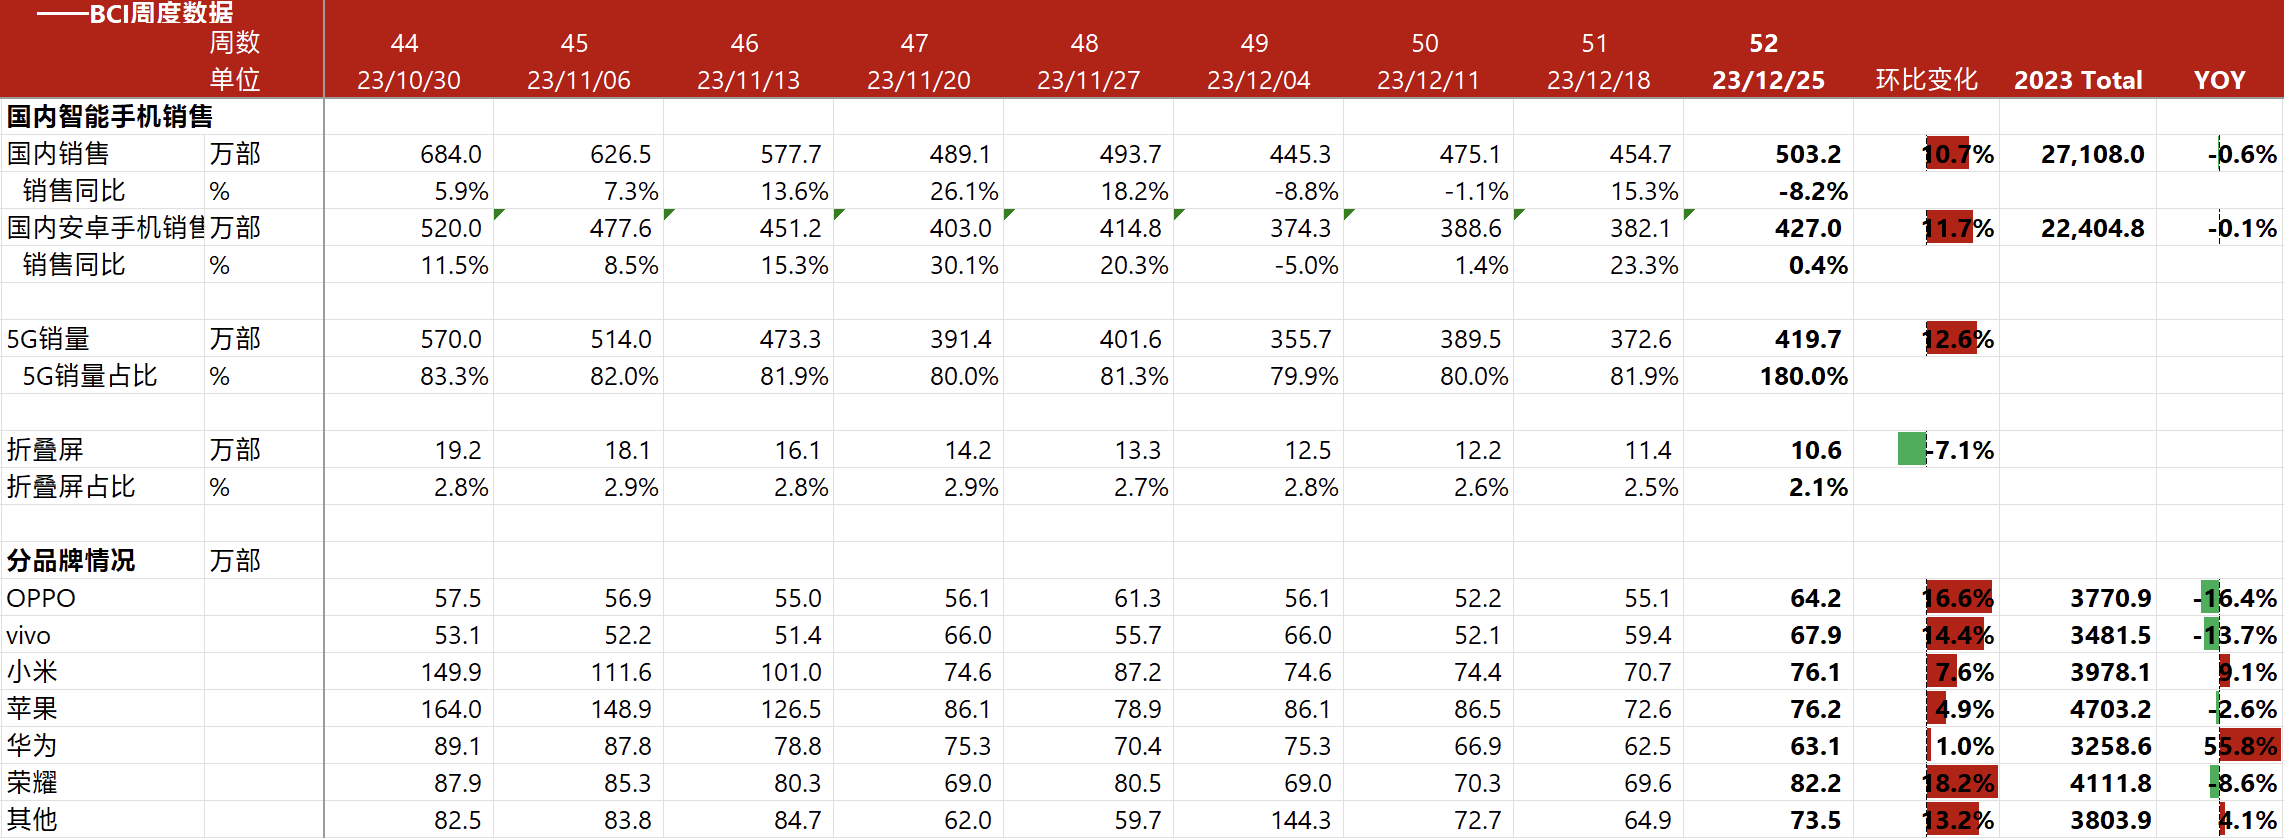 ——BCI周度数据
周数 44 45 46 47 48 49 50 51 52
单位 23/10/30 23/11/06 23/11/13 23/11/20 23/11/27 23/12/04 23/12/11 23/12/18 23/12/25 环比变化 2023 Total YOY
国内智能手机销售
国内销售 万部 684.0 626.5 577.7 489.1 493.7 445.3 475.1 454.7 503.2 10.7% 27,108.0 -0.6%
销售同比 % 5.9% 7.3% 13.6% 26.1% 18.2% -8.8% -1.1% 15.3% -8.2%
国内安卓手机销售 万部 520.0 477.6 451.2 403.0 414.8 374.3 388.6 382.1 427.0 11.7% 22,404.8 -0.1%
销售同比 % 11.5% 8.5% 15.3% 30.1% 20.3% -5.0% 1.4% 23.3% 0.4%
5G销量 万部 570.0 514.0 473.3 391.4 401.6 355.7 389.5 372.6 419.7 12.6%
5G销量占比 % 83.3% 82.0% 81.9% 80.0% 81.3% 79.9% 80.0% 81.9% 180.0%
折叠屏 万部 19.2 18.1 16.1 14.2 13.3 12.5 12.2 11.4 10.6 -7.1%
折叠屏占比 % 2.8% 2.9% 2.8% 2.9% 2.7% 2.8% 2.6% 2.5% 2.1%
分品牌情况 万部
OPPO 57.5 56.9 55.0 56.1 61.3 56.1 52.2 55.1 64.2 16.6% 3770.9 -16.4%
vivo 53.1 52.2 51.4 66.0 55.7 66.0 52.1 59.4 67.9 14.4% 3481.5 -13.7%
小米 149.9 111.6 101.0 74.6 87.2 74.6 74.4 70.7 76.1 7.6% 3978.1 9.1%
苹果 164.0 148.9 126.5 86.1 78.9 86.1 86.5 72.6 76.2 4.9% 4703.2 -2.6%
华为 89.1 87.8 78.8 75.3 70.4 75.3 66.9 62.5 63.1 1.0% 3258.6 55.8%
荣耀 87.9 85.3 80.3 69.0 80.5 69.0 70.3 69.6 82.2 18.2% 4111.8 -8.6%
其他 82.5 83.8 84.7 62.0 59.7 144.3 72.7 64.9 73.5 13.2% 3803.9 4.1%